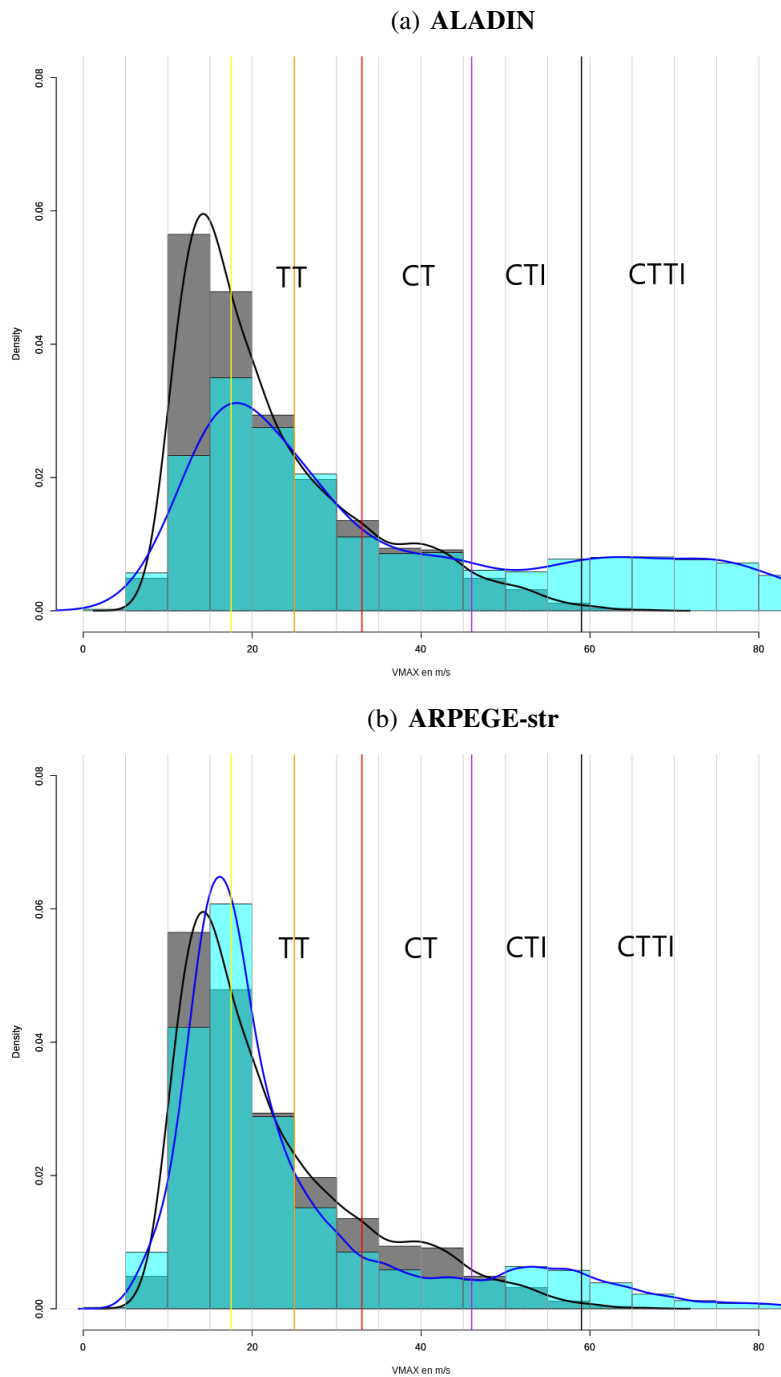 (a) ALADIN
0.08
0.06
0.04
0.02
0.00
Density
TT CT CTI CTTI
0 20 40 60 80
VMAX en m/s
(b) ARPEGE-str
0.08
0.06
0.04
0.02
0.00
Density
TT CT CTI CTTI
0 20 40 60 80
VMAX en m/s